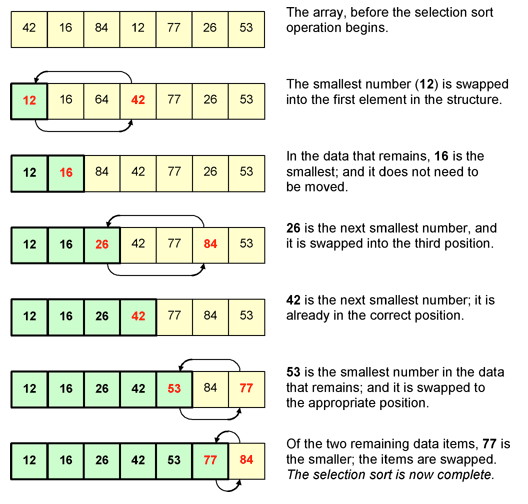 42 16 84 12 77 26 53
The array, before the selection sort
operation begins.
12 16 64 42 77 26 53
The smallest number (12) is swapped
into the first element in the structure.
12 16 84 42 77 26 53
In the data that remains, 16 is the
smallest; and it does not need to
be moved.
12 16 26 42 77 84 53
26 is the next smallest number, and
it is swapped into the third position.
12 16 26 42 77 84 53
42 is the next smallest number; it is
already in the correct position.
12 16 26 42 53 84 77
53 is the smallest number in the data
that remains; and it is swapped to
the appropriate position.
12 16 26 42 53 77 84
Of the two remaining data items, 77 is
the smaller; the items are swapped.
The selection sort is now complete.